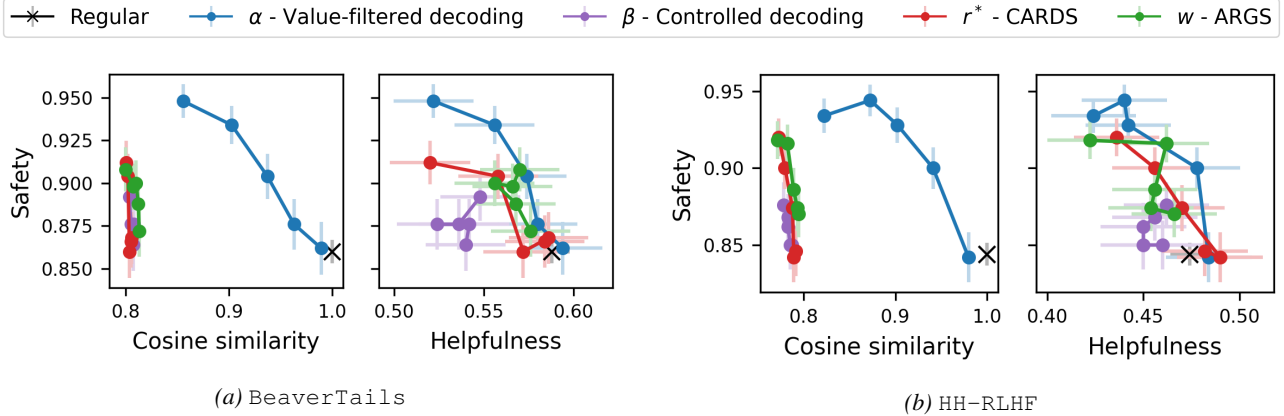 Regular α - Value-filtered decoding β - Controlled decoding r* - CARDS w - ARGS
Safety
0.950
0.925
0.900
0.875
0.850
0.8 0.9 1.0
Cosine similarity
0.50 0.55 0.60
Helpfulness
(a) BeaverTails
Safety
0.95
0.90
0.85
0.8 0.9 1.0
Cosine similarity
0.40 0.45 0.50
Helpfulness
(b) HH-RLHF